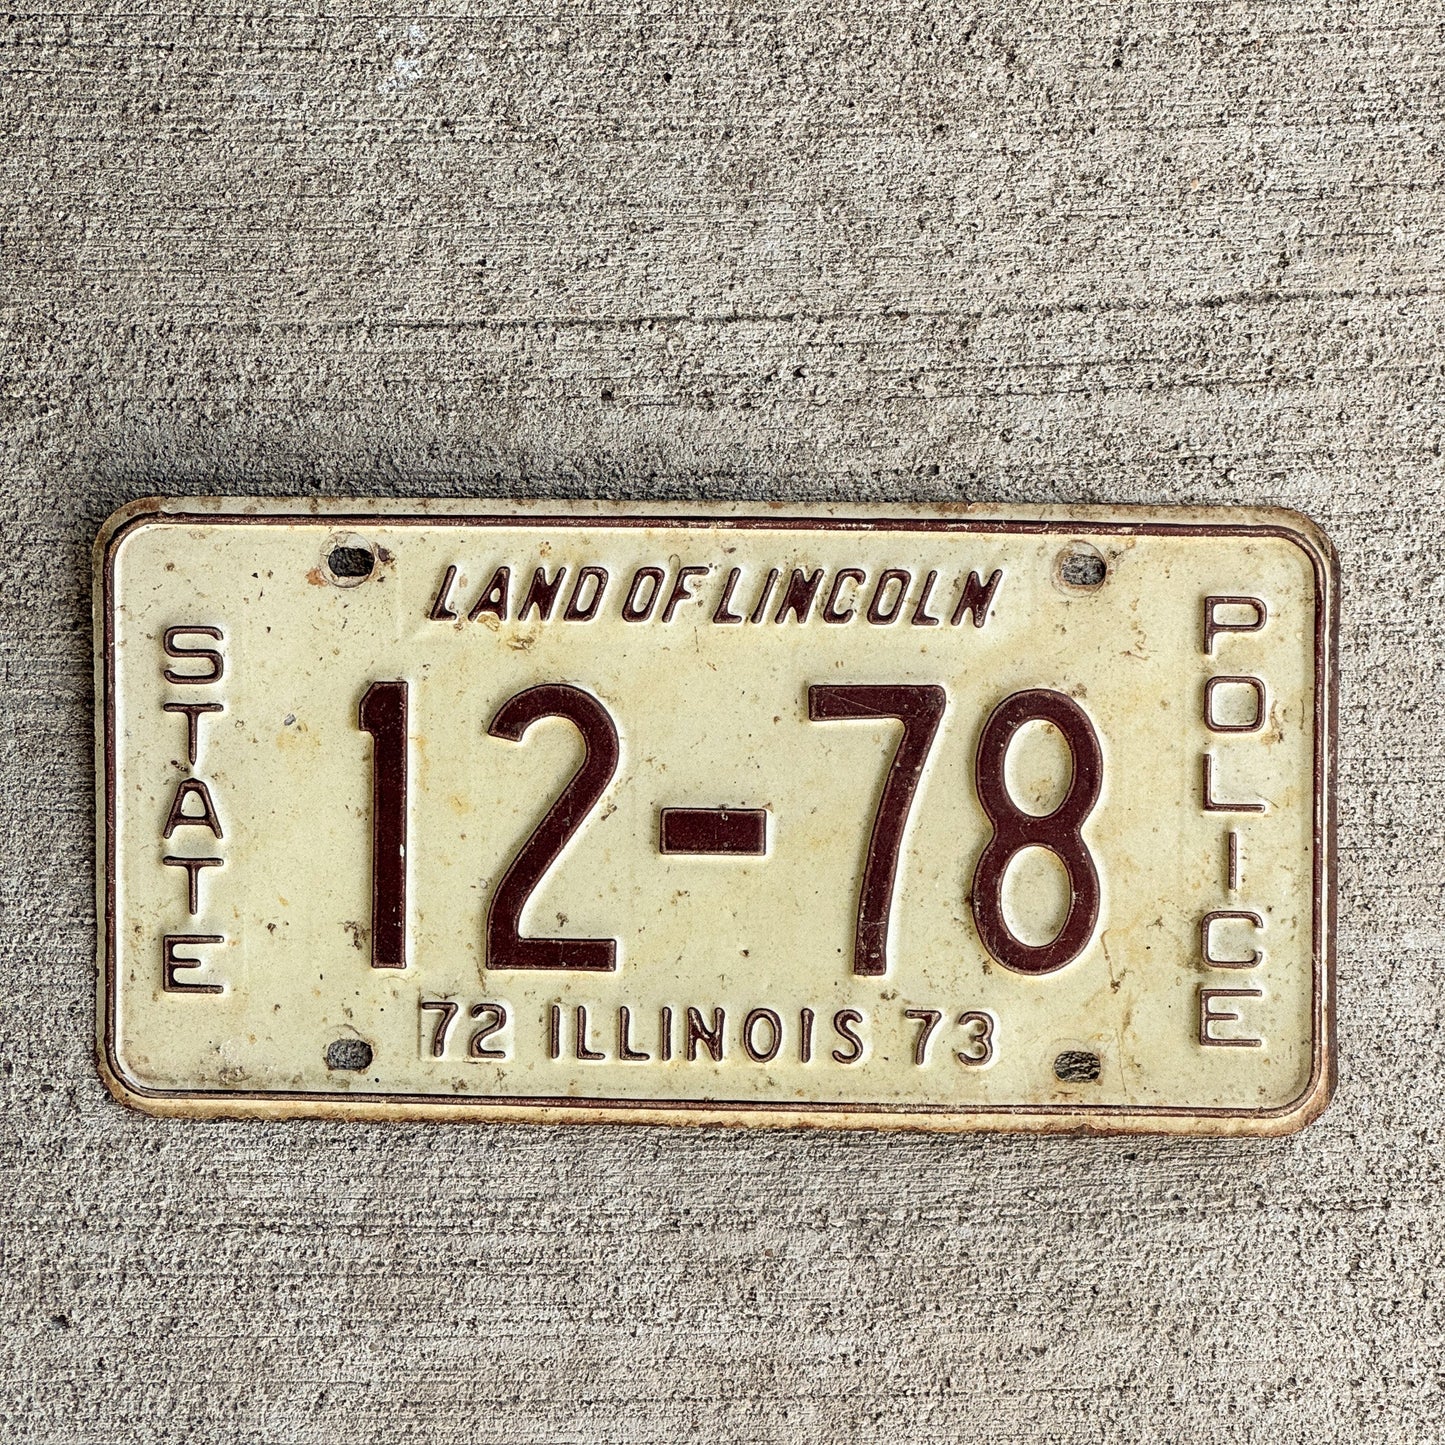 LAND OF LINCOLN
STATE
12-78
POLICE
72 ILLINOIS 73